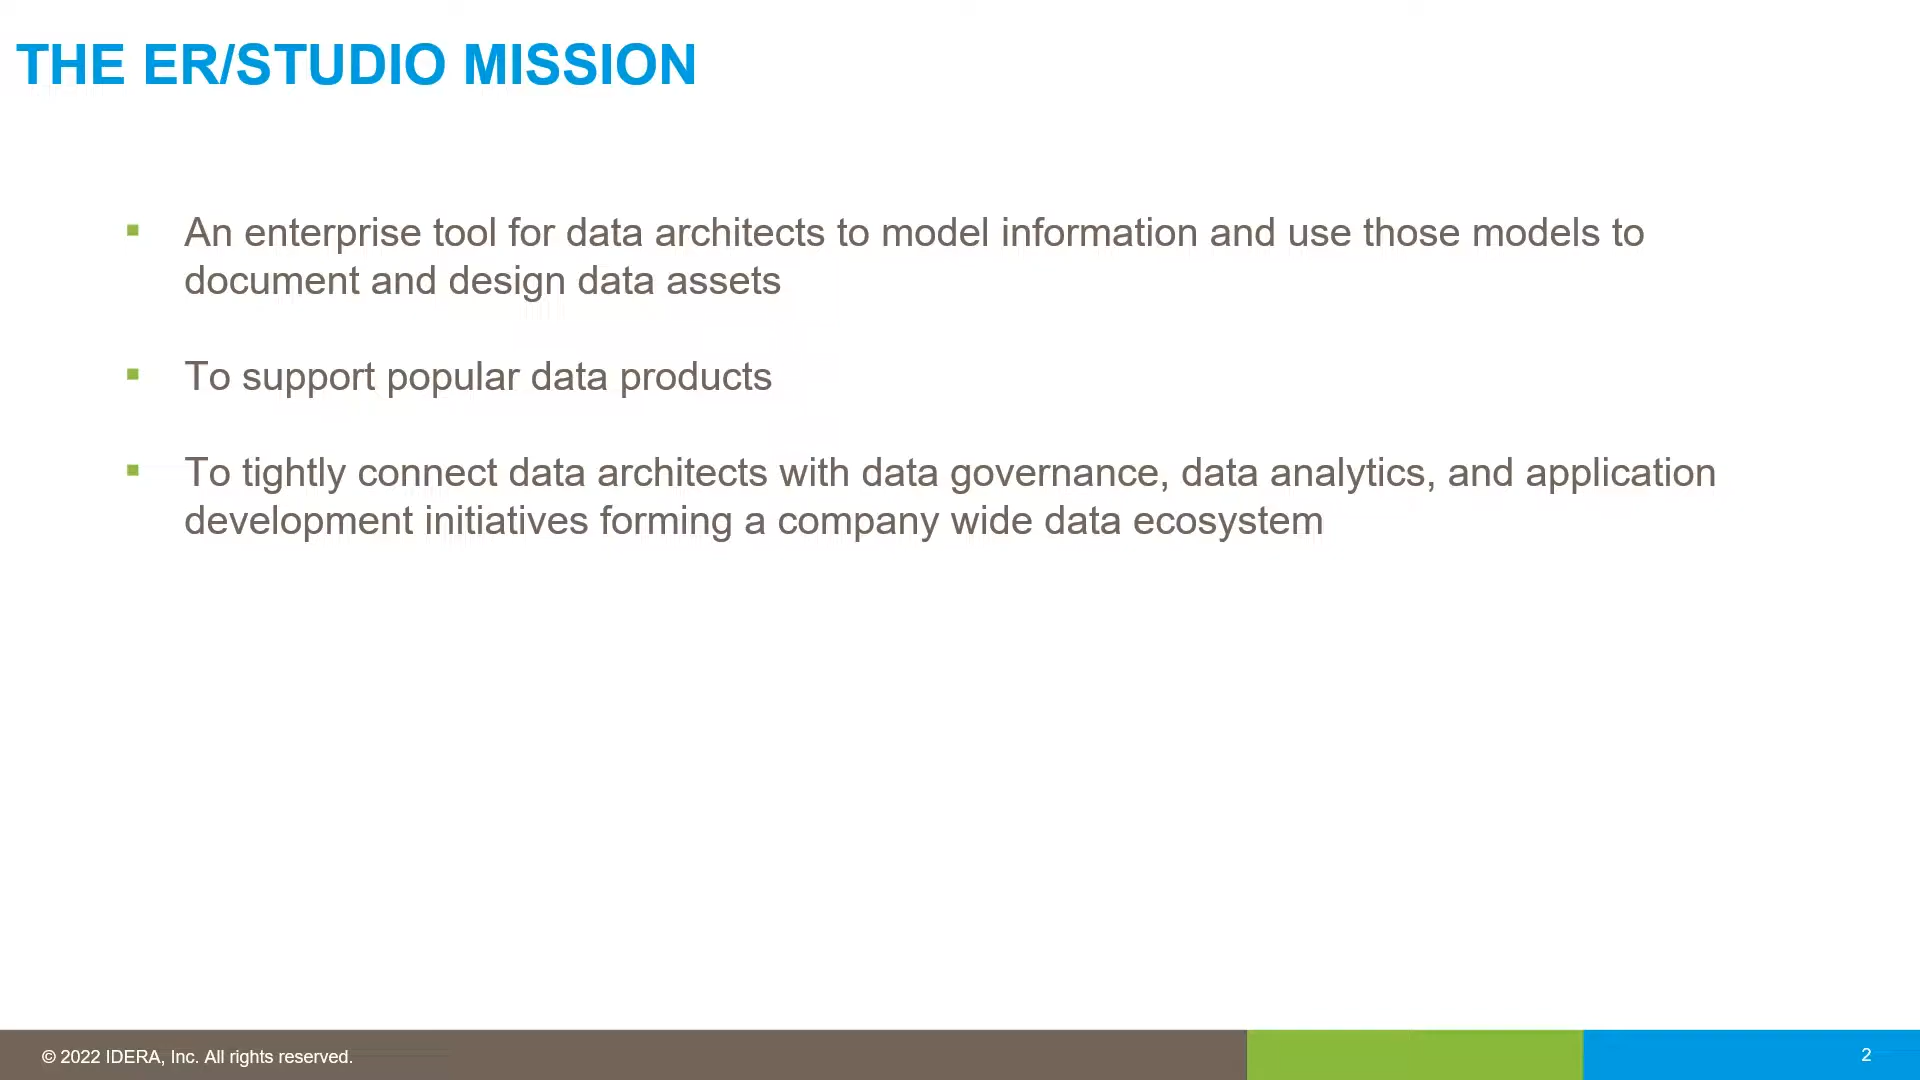 THE ER/STUDIO MISSION
An enterprise tool for data architects to model information and use those models to
document and design data assets
To support popular data products
To tightly connect data architects with data governance, data analytics, and application
development initiatives forming a company wide data ecosystem
© 2022 IDERA, Inc. All rights reserved.
2